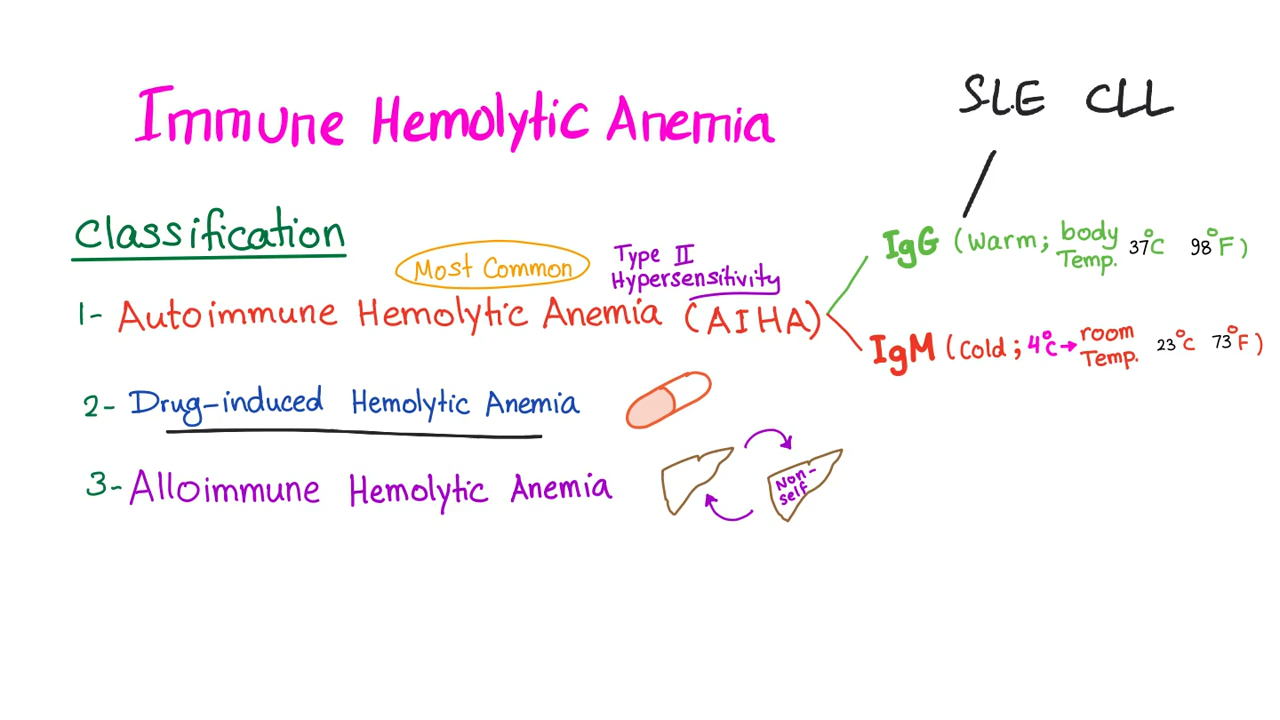 Immune Hemolytic Anemia
SLE CLL
Classification
Most Common
Type II
Hypersensitivity
1- Autoimmune Hemolytic Anemia (AIHA)
IgG (Warm; body Temp. 37°C 98°F)
IgM (Cold; 4°C→room Temp. 23°C 73°F)
2- Drug-induced Hemolytic Anemia
3- Alloimmune Hemolytic Anemia
Non-
self